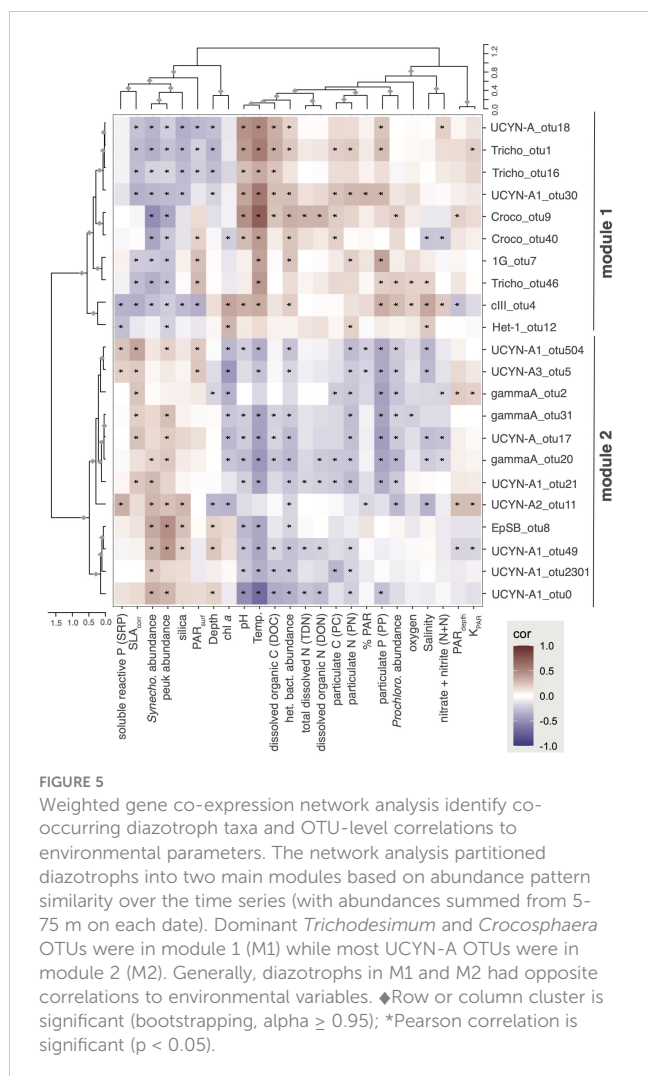 1.2
0.8
0.4
0.0
UCYN-A_otu18
Tricho_otu1
Tricho_otu16
UCYN-A1_otu30
Croco_otu9
Croco_otu40
1G_otu7
Tricho_otu46
cIII_otu4
Het-1_otu12
UCYN-A1_otu504
UCYN-A3_otu5
gammaA_otu2
gammaA_otu31
UCYN-A_otu17
gammaA_otu20
UCYN-A1_otu21
UCYN-A2_otu11
EpSB_otu8
UCYN-A1_otu49
UCYN-A1_otu2301
UCYN-A1_otu0
module 1
module 2
1.5
1.0
0.5
0.0
soluble reactive P (SRP)
SLAcorr
Synecho. abundance
peuk abundance
silica
PARsurf
Depth
chl a
pH
Temp.
dissolved organic C (DOC)
het. bact. abundance
total dissolved N (TDN)
dissolved organic N (DON)
particulate C (PC)
particulate N (PN)
% PAR
particulate P (PP)
Prochloro. abundance
oxygen
Salinity
nitrate + nitrite (N+N)
PARdepth
KPAR
cor
1.0
0.5
0.0
-0.5
-1.0
FIGURE 5
Weighted gene co-expression network analysis identify co-
occurring diazotroph taxa and OTU-level correlations to
environmental parameters. The network analysis partitioned
diazotrophs into two main modules based on abundance pattern
similarity over the time series (with abundances summed from 5-
75 m on each date). Dominant Trichodesimum and Crocosphaera
OTUs were in module 1 (M1) while most UCYN-A OTUs were in
module 2 (M2). Generally, diazotrophs in M1 and M2 had opposite
correlations to environmental variables. ◆Row or column cluster is
significant (bootstrapping, alpha ≥ 0.95); *Pearson correlation is
significant (p < 0.05).